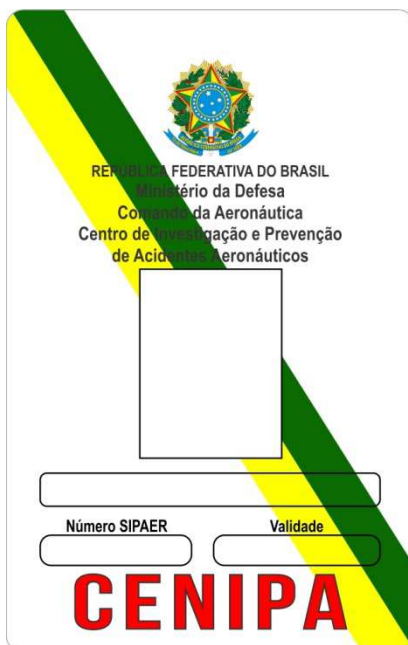 REPÚBLICA FEDERATIVA DO BRASIL
Ministério da Defesa
Comando da Aeronáutica
Centro de Investigação e Prevenção
de Acidentes Aeronáuticos
Número SIPAER Validade
CENIPA